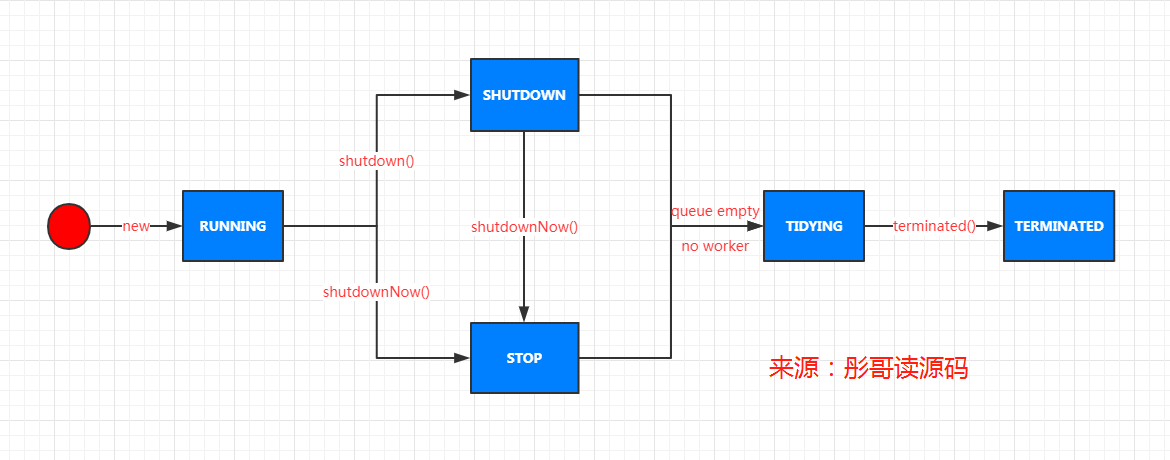 SHUTDOWN
shutdown()
new
RUNNING
shutdownNow()
queue empty
no worker
TIDYING
terminated()
TERMINATED
shutdownNow()
STOP
来源：彤哥读源码